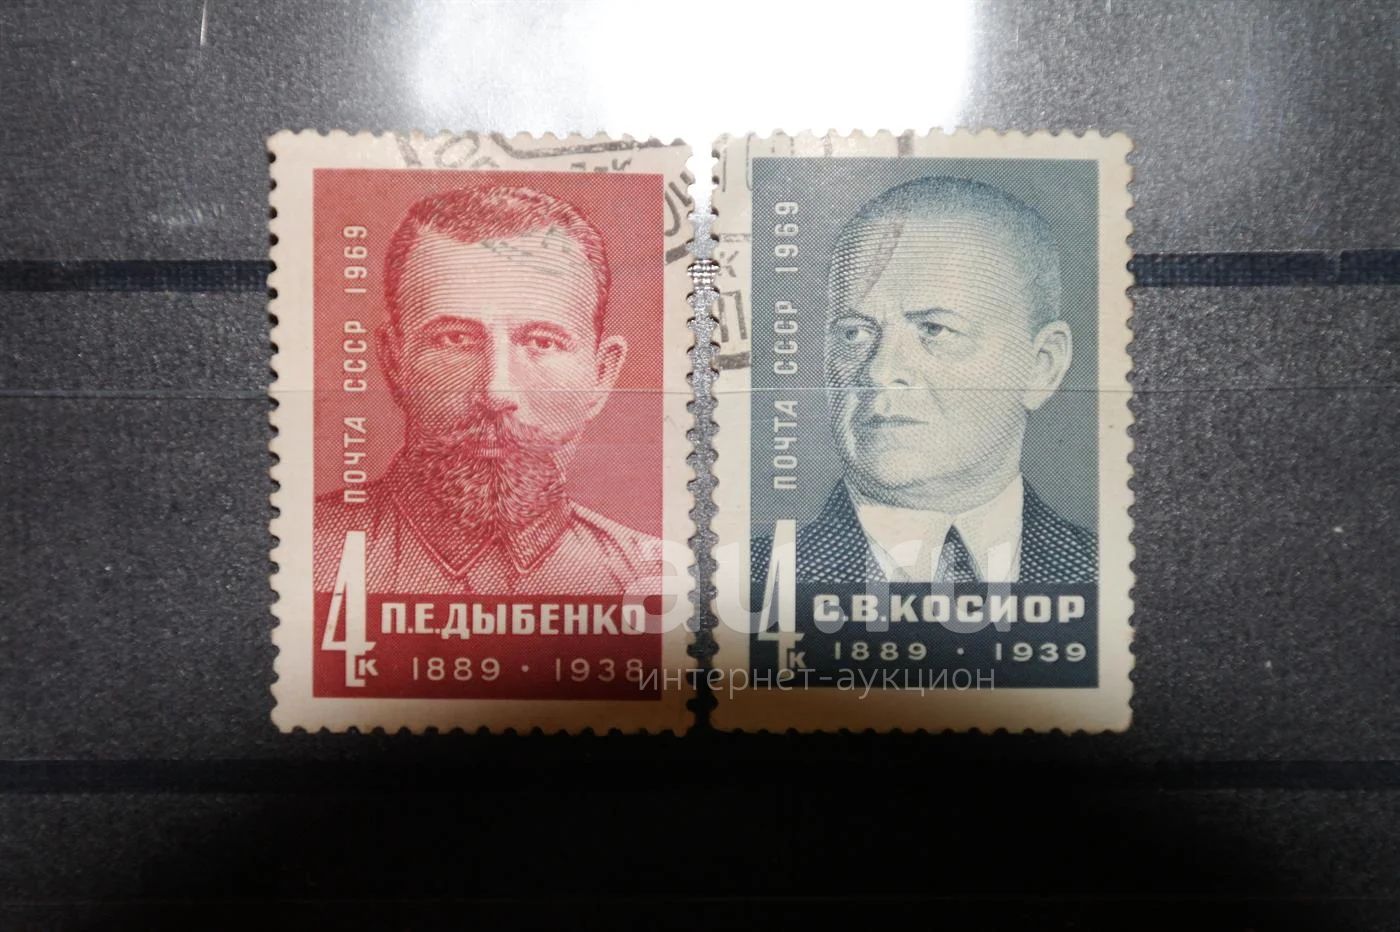 ПОЧТА СССР 1969
4К
П.Е.ДЫБЕНКО
1889 · 1938
ПОЧТА СССР 1969
4К
С.В.КОСИОР
1889 · 1939
au.ru
интернет-аукцион